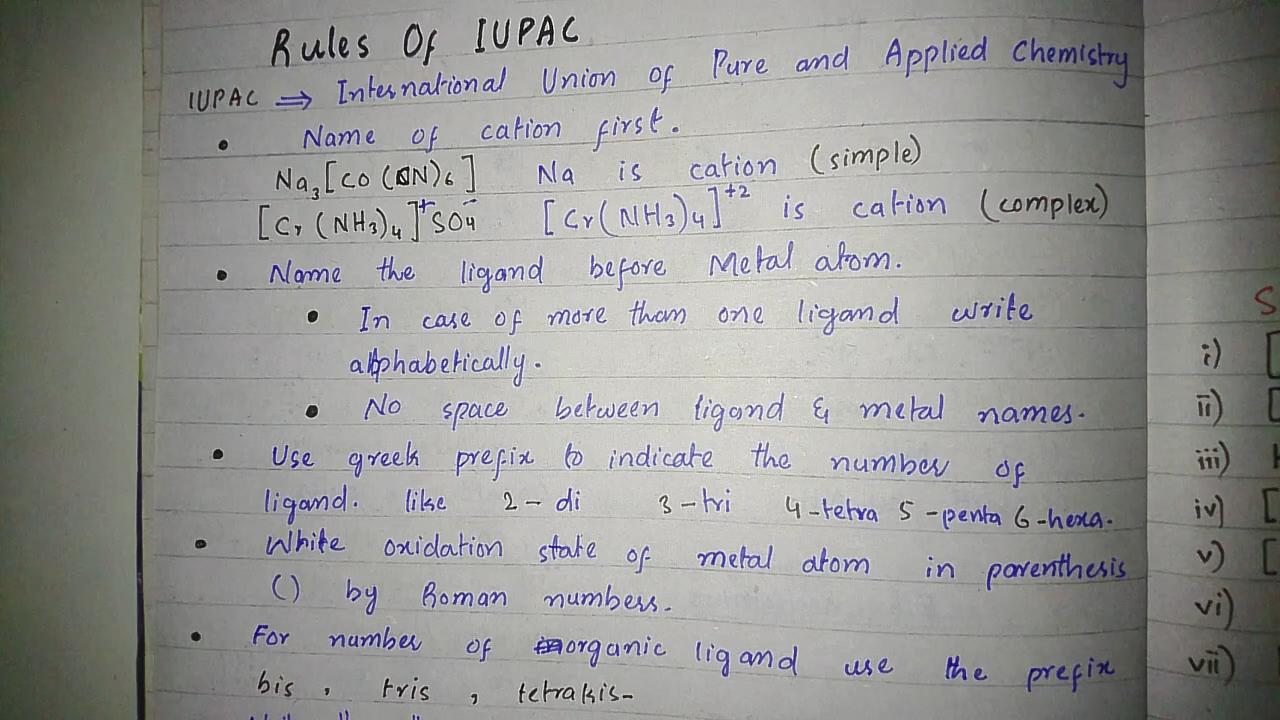 Rules Of IUPAC
IUPAC ⇒ International Union of Pure and Applied Chemistry
• Name of cation first.
Na₃[CO(CN)₆] Na is cation (simple)
[Cr(NH₃)₄]⁺SO₄⁻ [Cr(NH₃)₄]⁺² is cation (complex)
• Name the ligand before Metal atom.
• In case of more than one ligand write
alphabetically.
• No space between ligand & metal names.
• Use greek prefix to indicate the number of
ligand. like 2-di 3-tri 4-tetra 5-penta 6-hexa.
• White oxidation state of metal atom in parenthesis
() by Roman numbers.
• For number of organic ligand use the prefix
bis, tris, tetrakis-
S
i) [
ii) [
iii)
iv) [
v) [
vi)
vii)